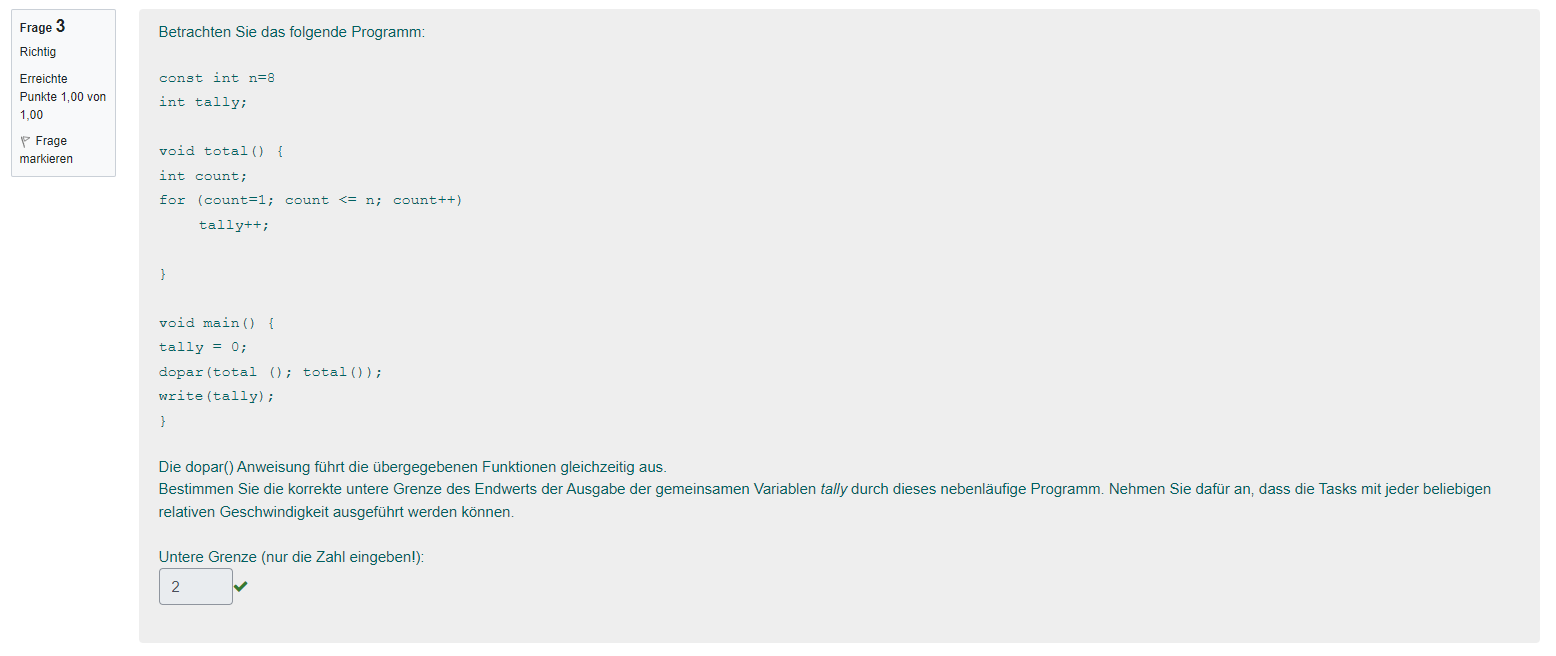 Frage 3
Richtig
Erreichte
Punkte 1,00 von
1,00
Frage
markieren
Betrachten Sie das folgende Programm:
const int n=8
int tally;
void total() {
int count;
for (count=1; count <= n; count++)
tally++;
}
void main() {
tally = 0;
dopar(total (); total());
write(tally);
}
Die dopar() Anweisung führt die übergegebenen Funktionen gleichzeitig aus.
Bestimmen Sie die korrekte untere Grenze des Endwerts der Ausgabe der gemeinsamen Variablen tally durch dieses nebenläufige Programm. Nehmen Sie dafür an, dass die Tasks mit jeder beliebigen
relativen Geschwindigkeit ausgeführt werden können.
Untere Grenze (nur die Zahl eingeben!):
2